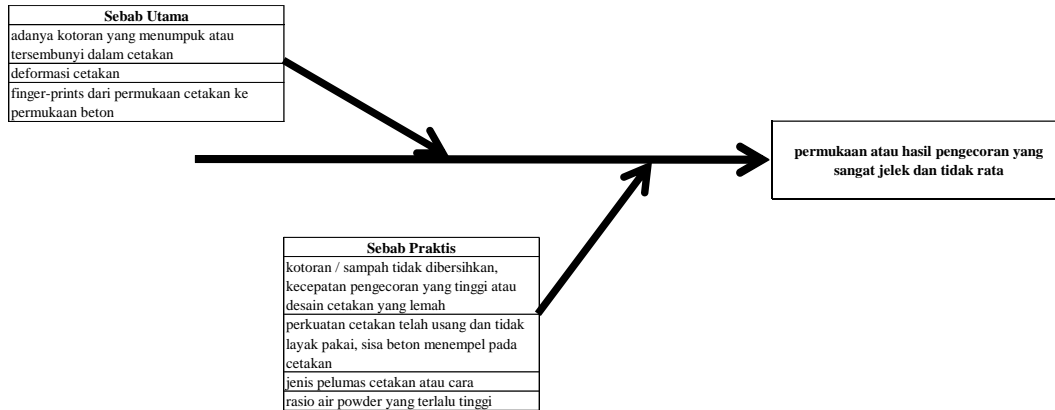 Sebab Utama
adanya kotoran yang menumpuk atau
tersembunyi dalam cetakan
deformasi cetakan
finger-prints dari permukaan cetakan ke
permukaan beton
permukaan atau hasil pengecoran yang
sangat jelek dan tidak rata
Sebab Praktis
kotoran / sampah tidak dibersihkan,
kecepatan pengecoran yang tinggi atau
desain cetakan yang lemah
perkuatan cetakan telah usang dan tidak
layak pakai, sisa beton menempel pada
cetakan
jenis pelumas cetakan atau cara
rasio air powder yang terlalu tinggi